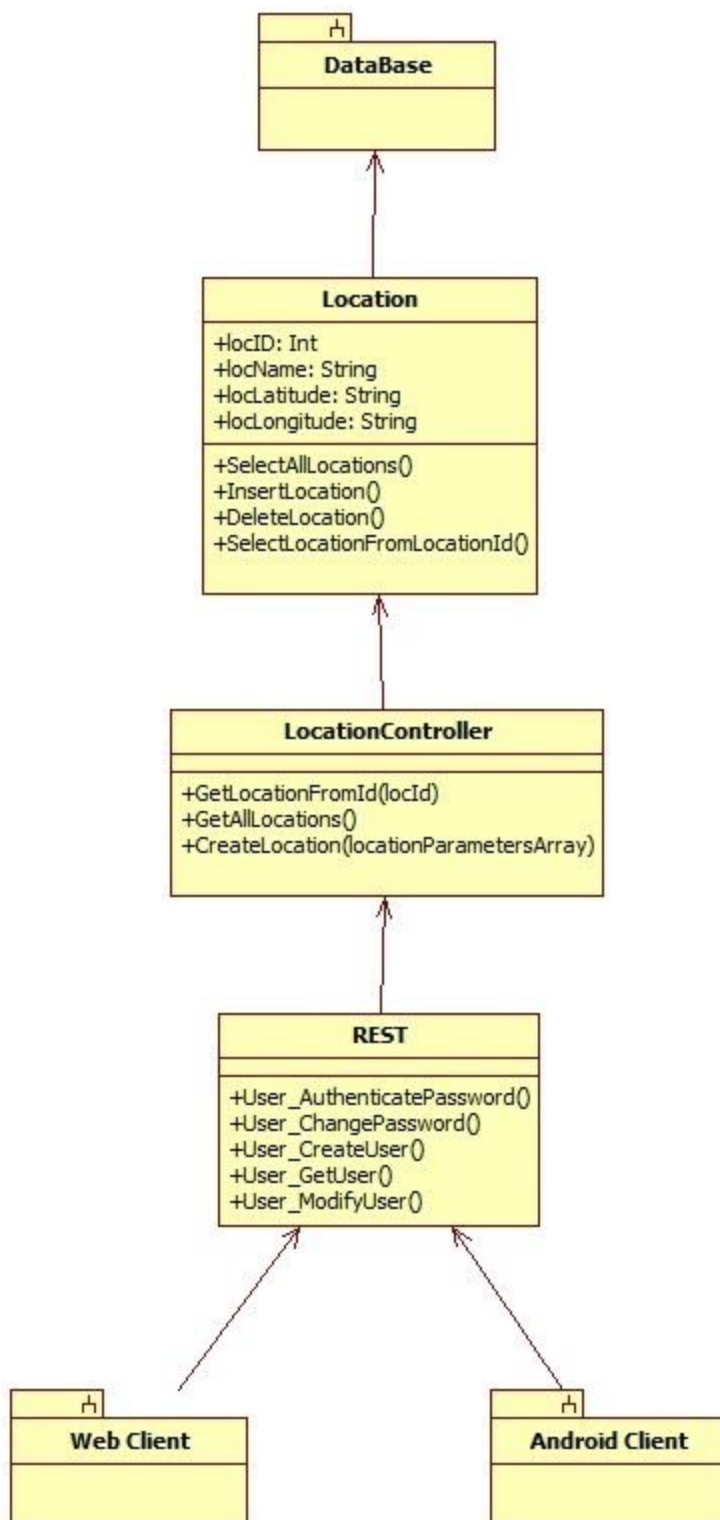 DataBase
Location
+locID: Int
+locName: String
+locLatitude: String
+locLongitude: String
+SelectAllLocations()
+InsertLocation()
+DeleteLocation()
+SelectLocationFromLocationId()
LocationController
+GetLocationFromId(locId)
+GetAllLocations()
+CreateLocation(locationParametersArray)
REST
+User_AuthenticatePassword()
+User_ChangePassword()
+User_CreateUser()
+User_GetUser()
+User_ModifyUser()
Web Client
Android Client